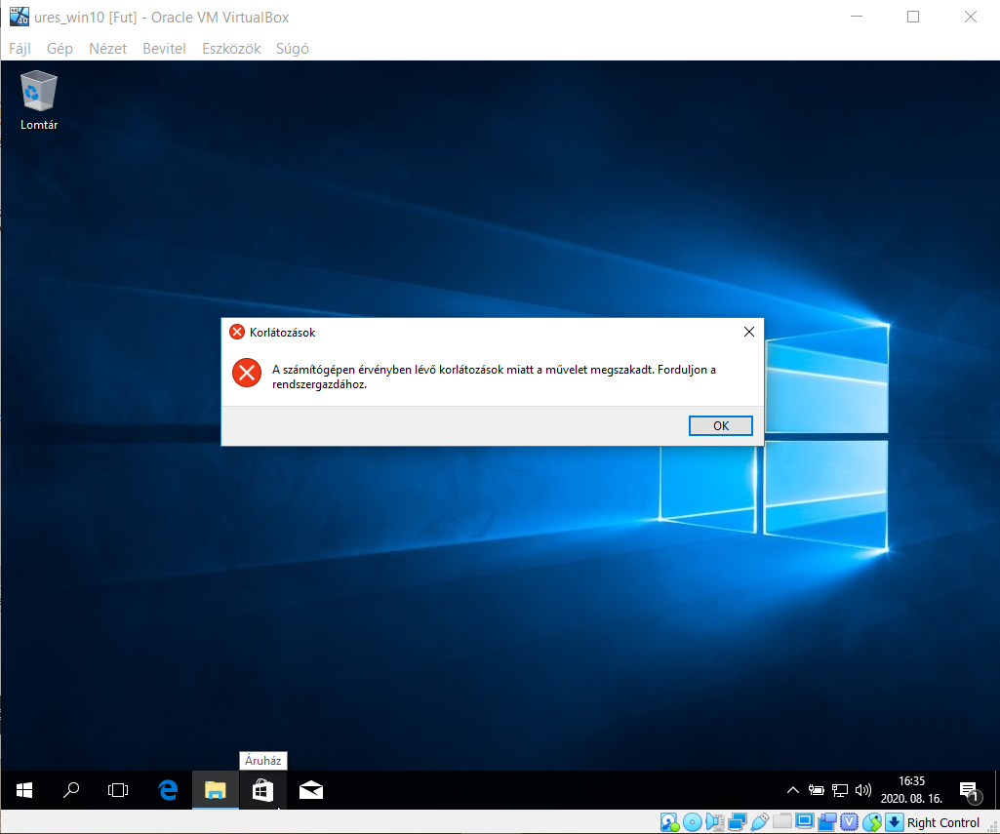 ures_win10 [Fut] - Oracle VM VirtualBox
Fájl Gép Nézet Bevitel Eszközök Súgó
Lomtár
Korlátozások
A számítógépen érvényben lévő korlátozások miatt a művelet megszakadt. Forduljon a
rendszergazdához.
OK
Áruház
16:35
2020. 08. 16.
1
Right Control